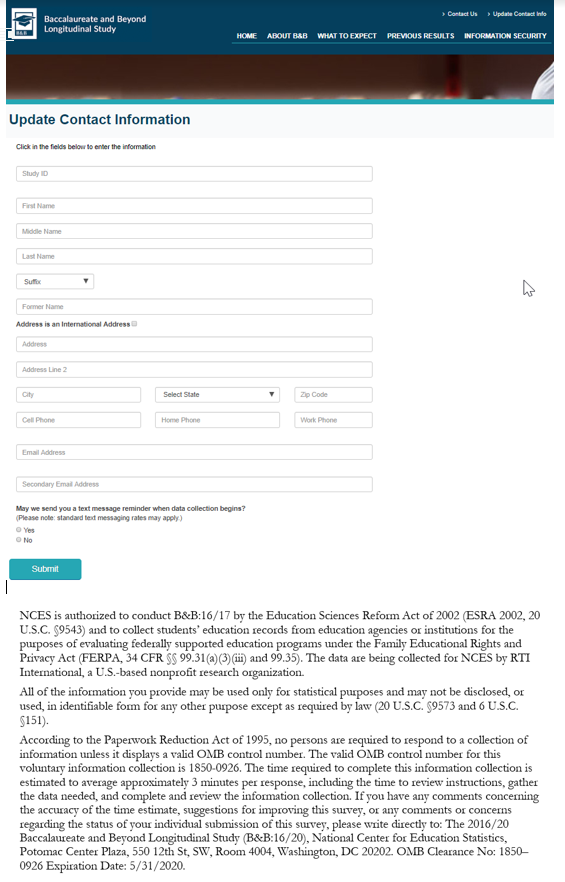 Baccalaureate and Beyond
Longitudinal Study
B&B
› Contact Us › Update Contact Info
HOME ABOUT B&B WHAT TO EXPECT PREVIOUS RESULTS INFORMATION SECURITY
Update Contact Information
Click in the fields below to enter the information
Study ID
First Name
Middle Name
Last Name
Suffix
Former Name
Address is an International Address
Address
Address Line 2
City Select State Zip Code
Cell Phone Home Phone Work Phone
Email Address
Secondary Email Address
May we send you a text message reminder when data collection begins?
(Please note: standard text messaging rates may apply.)
Yes
No
Submit
NCES is authorized to conduct B&B:16/17 by the Education Sciences Reform Act of 2002 (ESRA 2002, 20
U.S.C. §9543) and to collect students’ education records from education agencies or institutions for the
purposes of evaluating federally supported education programs under the Family Educational Rights and
Privacy Act (FERPA, 34 CFR §§ 99.31(a)(3)(iii) and 99.35). The data are being collected for NCES by RTI
International, a U.S.-based nonprofit research organization.
All of the information you provide may be used only for statistical purposes and may not be disclosed, or
used, in identifiable form for any other purpose except as required by law (20 U.S.C. §9573 and 6 U.S.C.
§151).
According to the Paperwork Reduction Act of 1995, no persons are required to respond to a collection of
information unless it displays a valid OMB control number. The valid OMB control number for this
voluntary information collection is 1850-0926. The time required to complete this information collection is
estimated to average approximately 3 minutes per response, including the time to review instructions, gather
the data needed, and complete and review the information collection. If you have any comments concerning
the accuracy of the time estimate, suggestions for improving this survey, or any comments or concerns
regarding the status of your individual submission of this survey, please write directly to: The 2016/20
Baccalaureate and Beyond Longitudinal Study (B&B:16/20), National Center for Education Statistics,
Potomac Center Plaza, 550 12th St, SW, Room 4004, Washington, DC 20202. OMB Clearance No: 1850–
0926 Expiration Date: 5/31/2020.